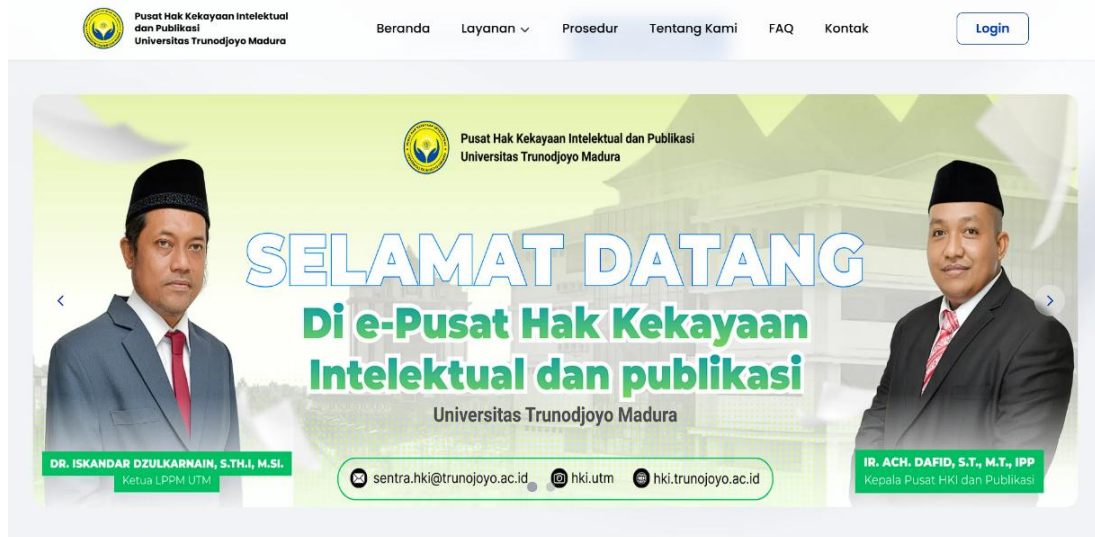 Pusat Hak Kekayaan Intelektual
dan Publikasi
Universitas Trunodjoyo Madura
Beranda
Layanan
Prosedur
Tentang Kami
FAQ
Kontak
Login
Pusat Hak Kekayaan Intelektual dan Publikasi
Universitas Trunodjoyo Madura
SELAMAT DATANG
Di e-Pusat Hak Kekayaan
Intelektual dan publikasi
Universitas Trunodjoyo Madura
DR. ISKANDAR DZULKARNAIN, S.TH.I, M.SI.
Ketua LPPM UTM
sentra.hki@trunojoyo.ac.id
hki.utm
hki.trunojoyo.ac.id
IR. ACH. DAFID, S.T., M.T., IPP
Kepala Pusat HKI dan Publikasi